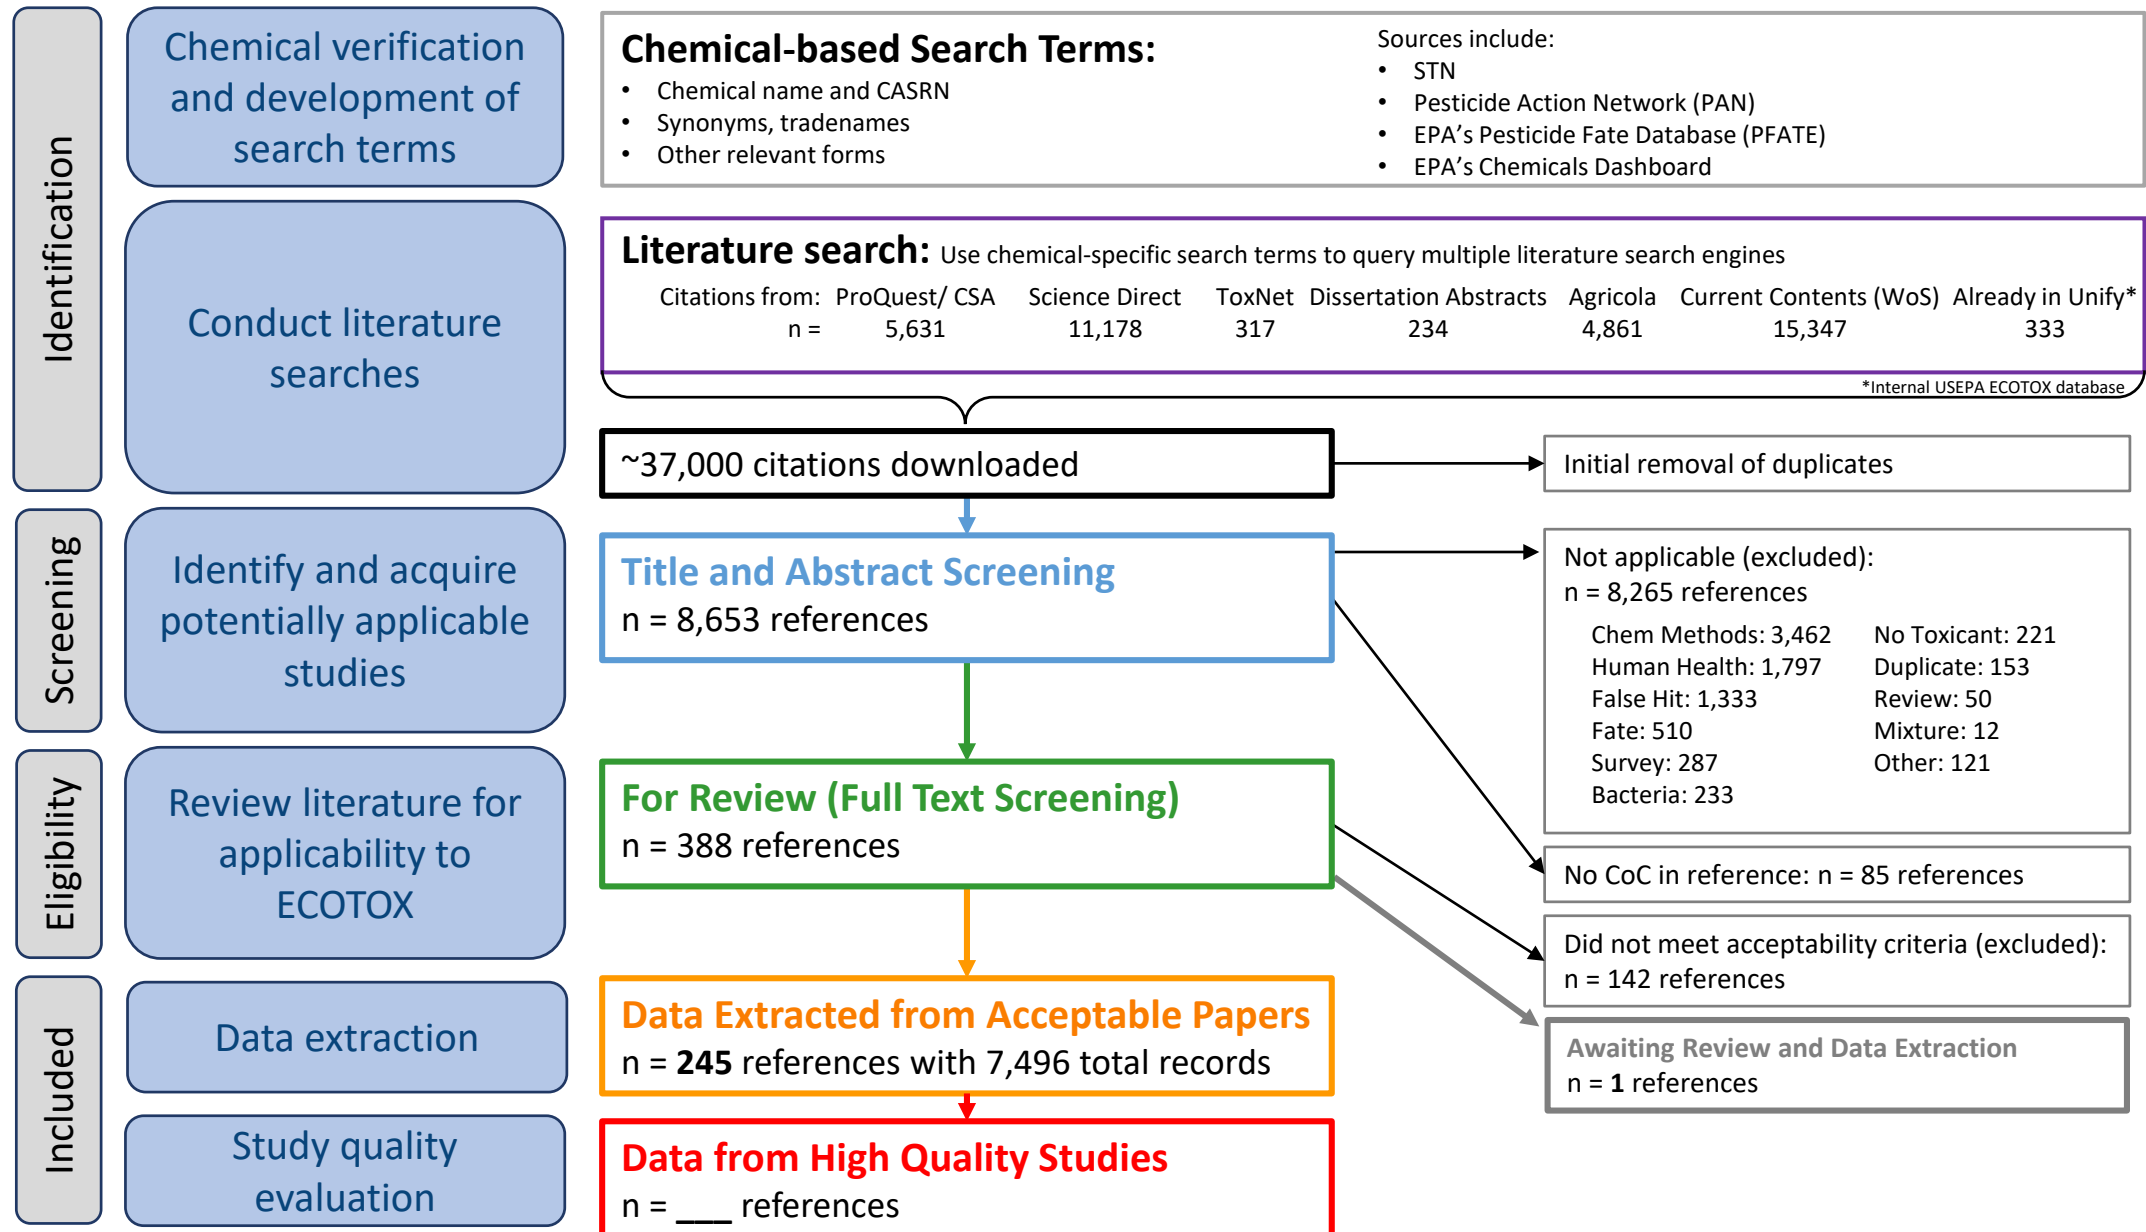 Identification
Chemical verification
and development of
search terms
Chemical-based Search Terms:
• Chemical name and CASRN
• Synonyms, tradenames
• Other relevant forms
Sources include:
• STN
• Pesticide Action Network (PAN)
• EPA's Pesticide Fate Database (PFATE)
• EPA's Chemicals Dashboard
Conduct literature
searches
Literature search: Use chemical-specific search terms to query multiple literature search engines
Citations from: ProQuest/ CSA Science Direct ToxNet Dissertation Abstracts Agricola Current Contents (WoS) Already in Unify*
n = 5,631 11,178 317 234 4,861 15,347 333
*Internal USEPA ECOTOX database
~37,000 citations downloaded
Initial removal of duplicates
Screening
Identify and acquire
potentially applicable
studies
Title and Abstract Screening
n = 8,653 references
Not applicable (excluded):
n = 8,265 references
Chem Methods: 3,462 No Toxicant: 221
Human Health: 1,797 Duplicate: 153
False Hit: 1,333 Review: 50
Fate: 510 Mixture: 12
Survey: 287 Other: 121
Bacteria: 233
No CoC in reference: n = 85 references
Eligibility
Review literature for
applicability to
ECOTOX
For Review (Full Text Screening)
n = 388 references
Did not meet acceptability criteria (excluded):
n = 142 references
Awaiting Review and Data Extraction
n = 1 references
Included
Data extraction
Data Extracted from Acceptable Papers
n = 245 references with 7,496 total records
Study quality
evaluation
Data from High Quality Studies
n = ___ references